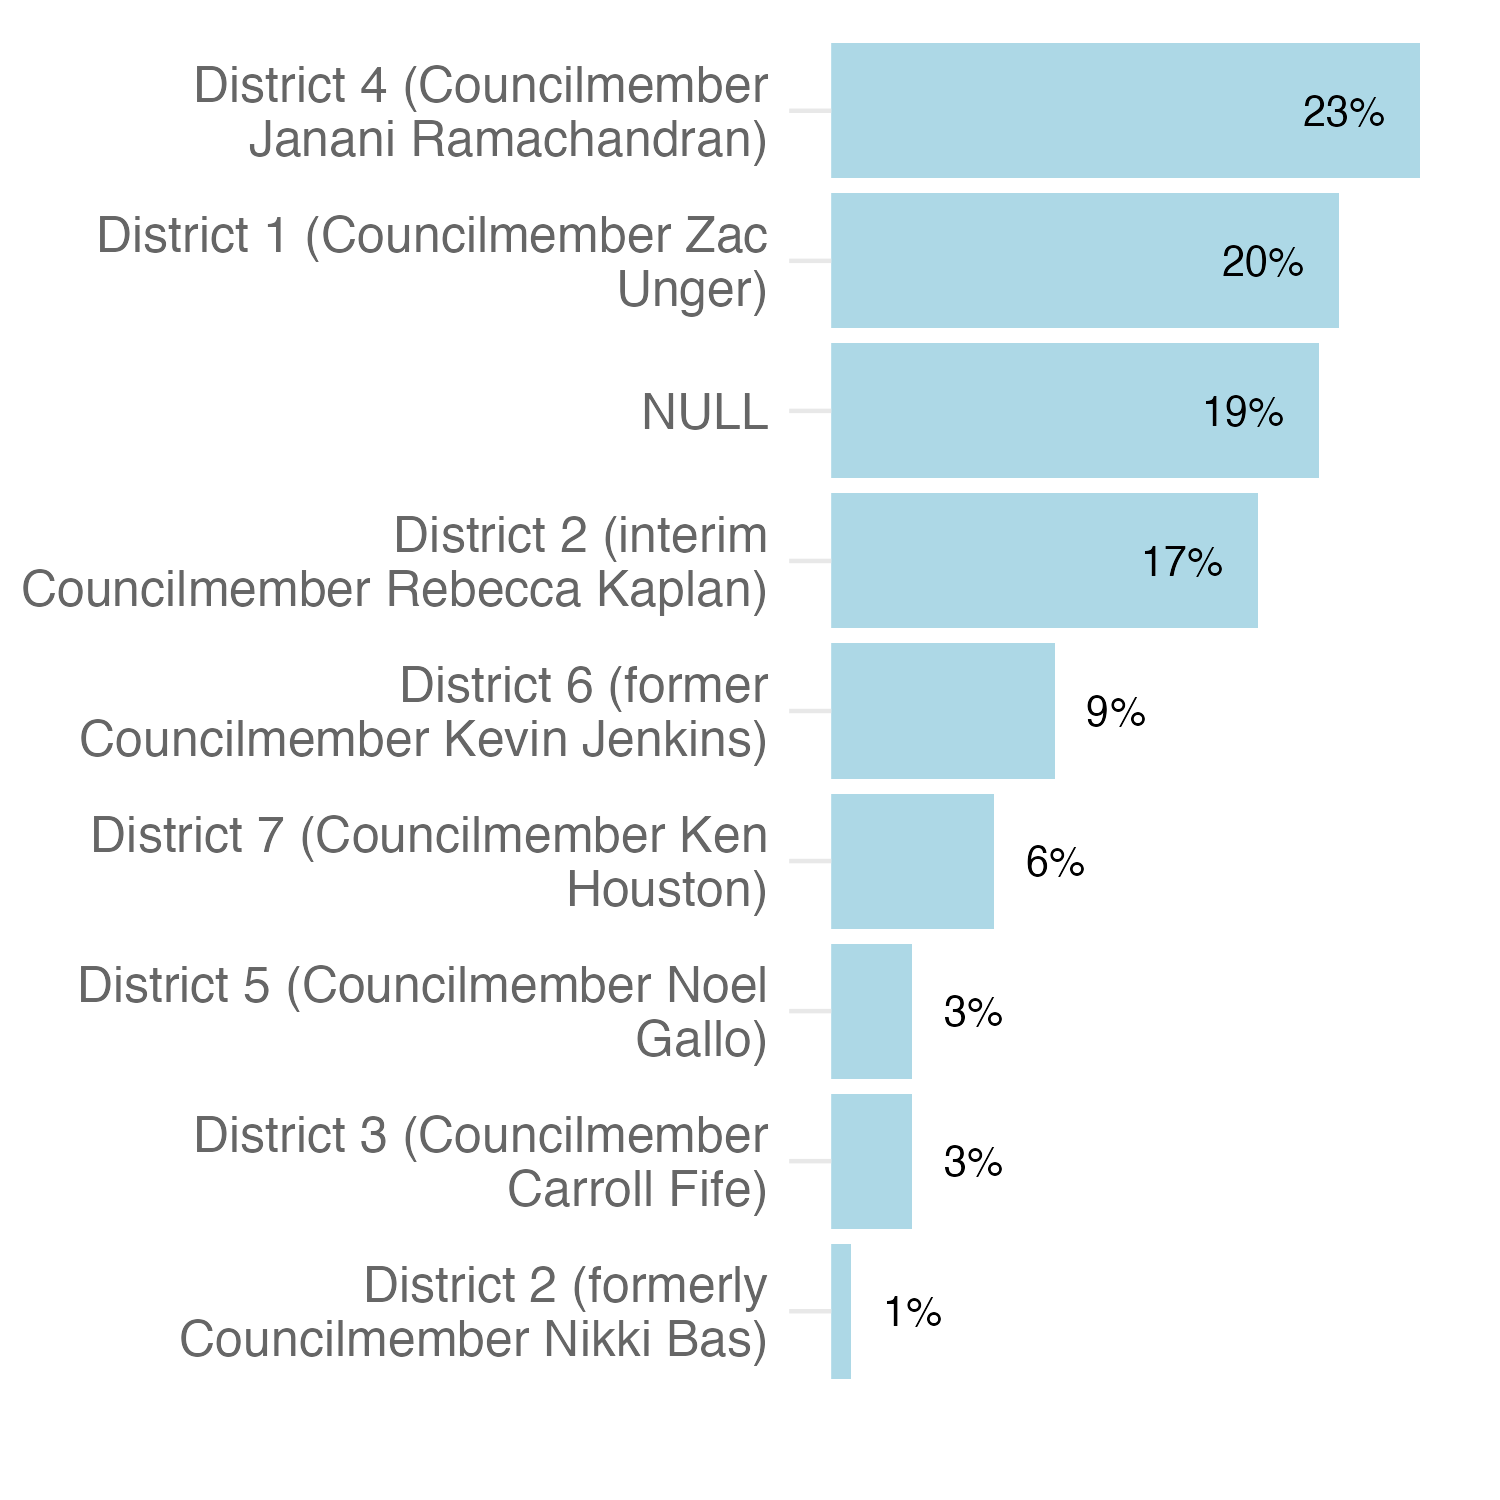 District 4 (Councilmember
Janani Ramachandran)
23%
District 1 (Councilmember Zac
Unger)
20%
NULL
19%
District 2 (interim
Councilmember Rebecca Kaplan)
17%
District 6 (former
Councilmember Kevin Jenkins)
9%
District 7 (Councilmember Ken
Houston)
6%
District 5 (Councilmember Noel
Gallo)
3%
District 3 (Councilmember
Carroll Fife)
3%
District 2 (formerly
Councilmember Nikki Bas)
1%